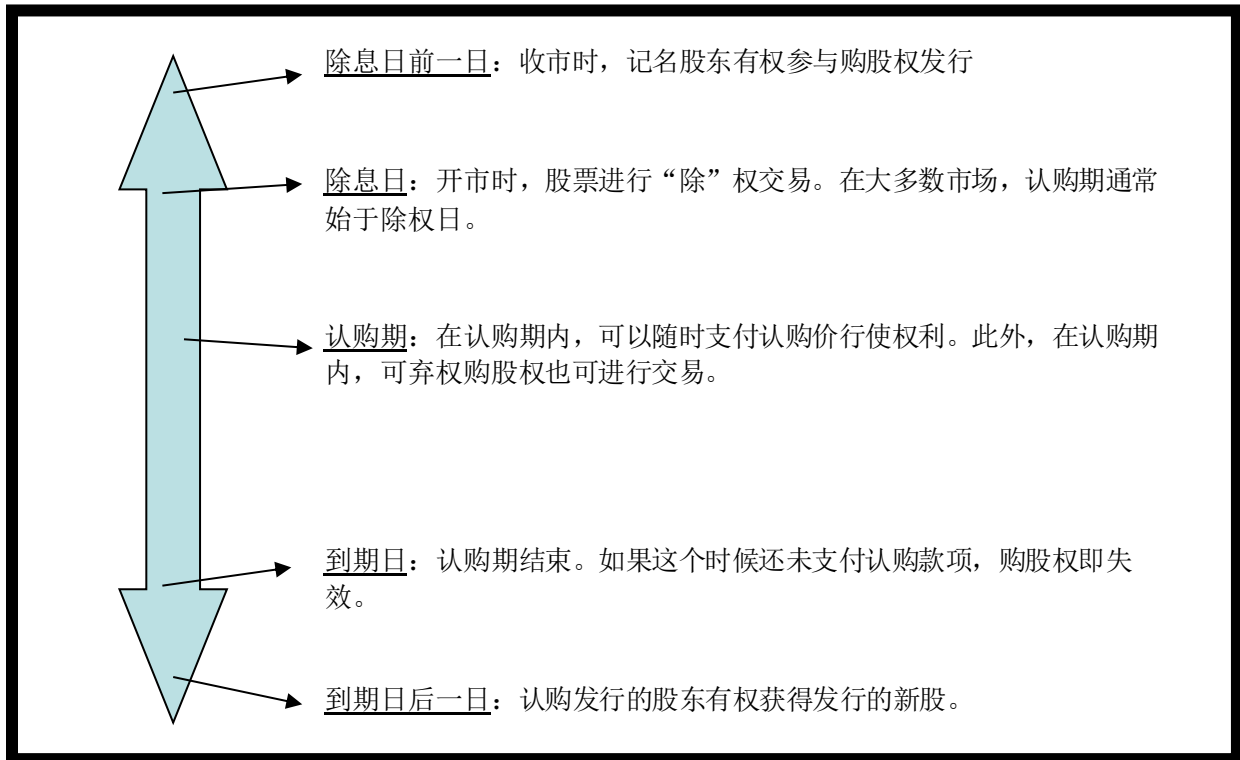 除息日前一日：收市时，记名股东有权参与购股权发行
除息日：开市时，股票进行“除”权交易。在大多数市场，认购期通常
始于除权日。
认购期：在认购期内，可以随时支付认购价行使权利。此外，在认购期
内，可弃权购股权也可进行交易。
到期日：认购期结束。如果这个时候还未支付认购款项，购股权即失
效。
到期日后一日：认购发行的股东有权获得发行的新股。